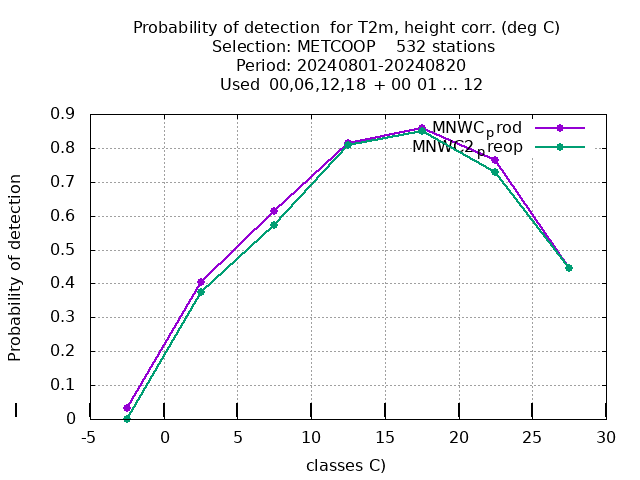 Probability of detection  for T2m, height corr. (deg C)
Selection: METCOOP    532 stations
Period: 20240801-20240820
Used 00,06,12,18 + 00 01 ... 12
MNWCprod
MNWC2preop
Probability of detection
0.9
0.8
0.7
0.6
0.5
0.4
0.3
0.2
0.1
0
-5 0 5 10 15 20 25 30
classes C)